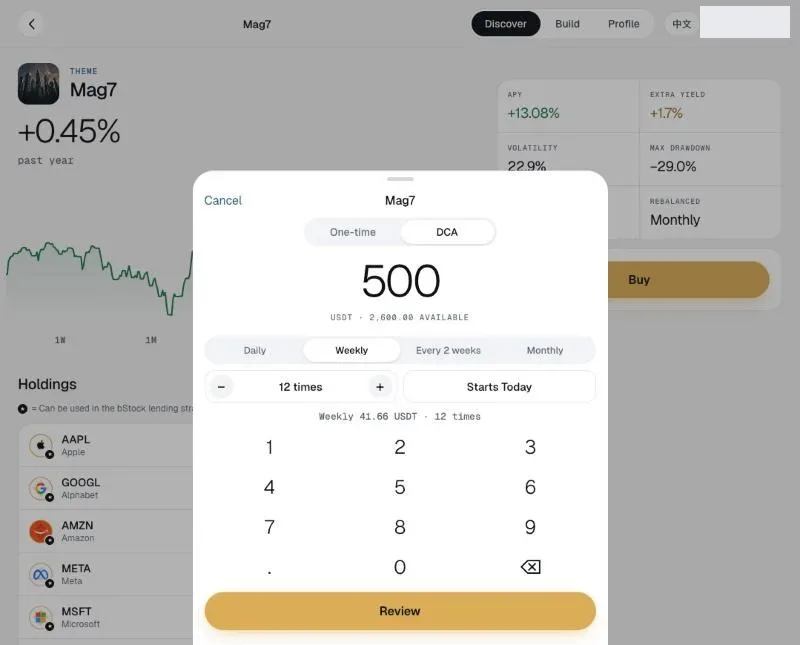 Mag7
Discover
Build
Profile
中文
THEME
Mag7
+0.45%
past year
APY
+13.08%
EXTRA YIELD
+1.7%
VOLATILITY
22.9%
MAX DRAWDOWN
−29.0%
REBALANCED
Monthly
Buy
1W
1M
Holdings
= Can be used in the bStock lending
AAPL
Apple
GOOGL
Alphabet
AMZN
Amazon
META
Meta
MSFT
Microsoft
Cancel
Mag7
One-time
DCA
500
USDT · 2,600.00 AVAILABLE
Daily
Weekly
Every 2 weeks
Monthly
− 12 times +
Starts Today
Weekly 41.66 USDT · 12 times
1 2 3
4 5 6
7 8 9
. 0
Review